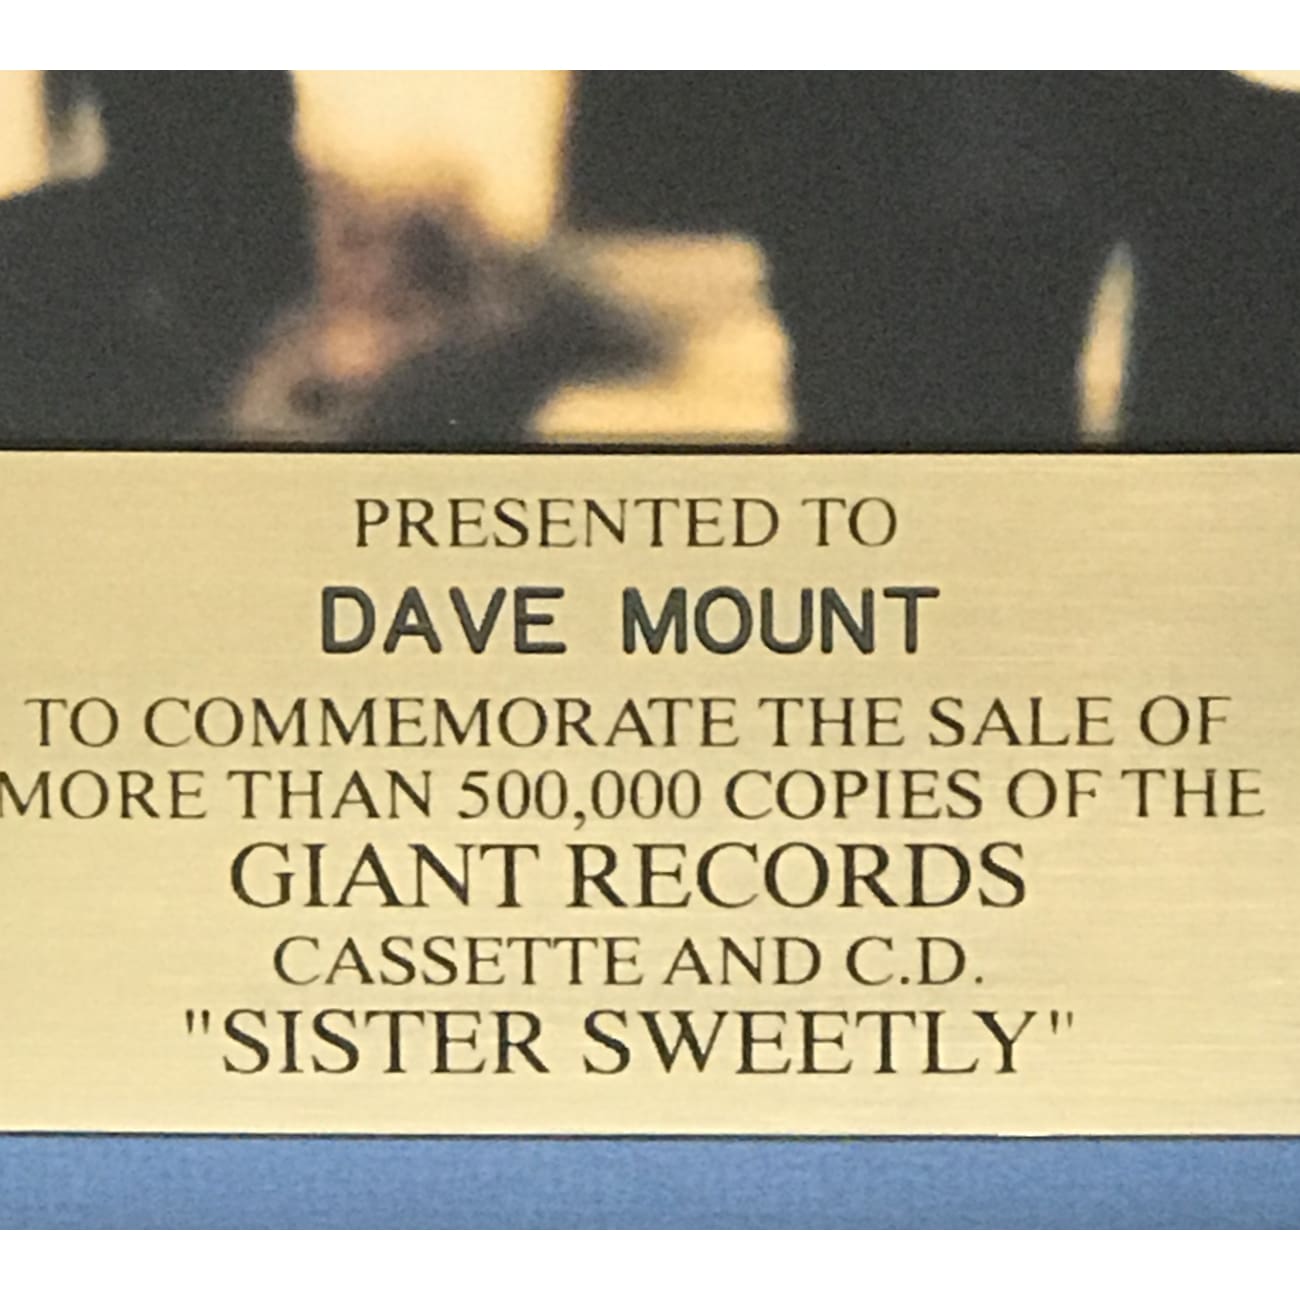 PRESENTED TO
DAVE MOUNT
TO COMMEMORATE THE SALE OF
MORE THAN 500,000 COPIES OF THE
GIANT RECORDS
CASSETTE AND C.D.
"SISTER SWEETLY"